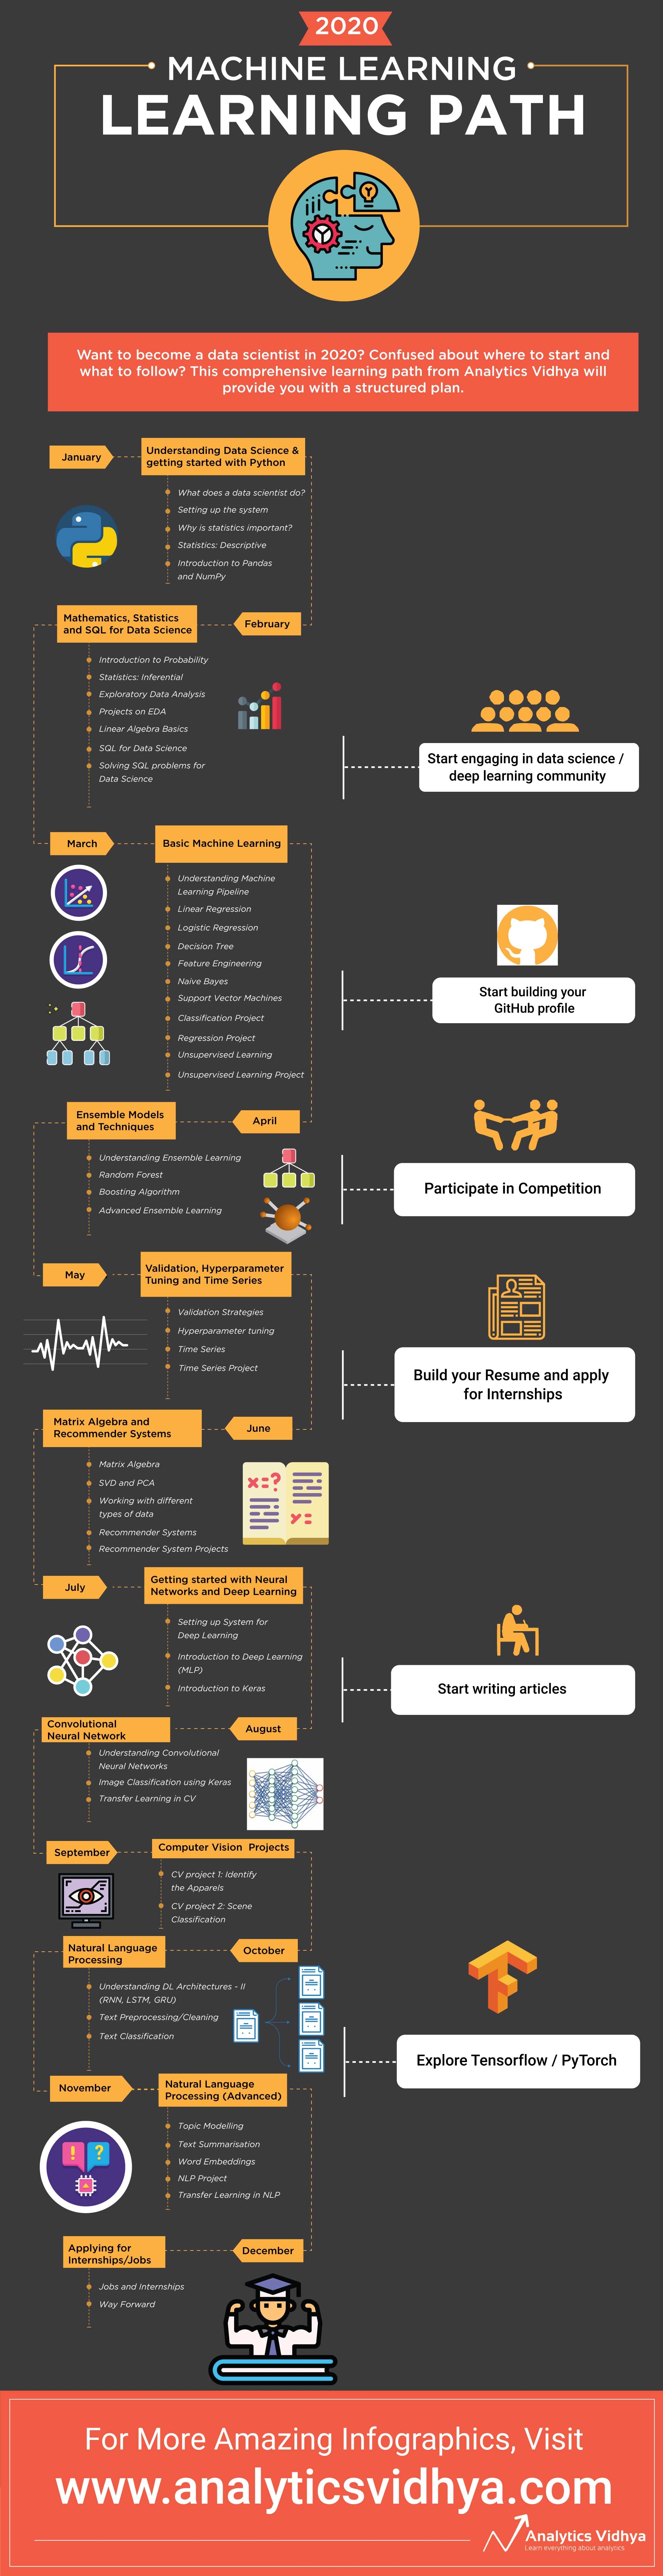 2020
MACHINE LEARNING
LEARNING PATH
Want to become a data scientist in 2020? Confused about where to start and
what to follow? This comprehensive learning path from Analytics Vidhya will
provide you with a structured plan.
January
Understanding Data Science &
getting started with Python
What does a data scientist do?
Setting up the system
Why is statistics important?
Statistics: Descriptive
Introduction to Pandas
and NumPy
Mathematics, Statistics
and SQL for Data Science
February
Introduction to Probability
Statistics: Inferential
Exploratory Data Analysis
Projects on EDA
Linear Algebra Basics
SQL for Data Science
Solving SQL problems for
Data Science
Start engaging in data science /
deep learning community
March
Basic Machine Learning
Understanding Machine
Learning Pipeline
Linear Regression
Logistic Regression
Decision Tree
Feature Engineering
Naive Bayes
Support Vector Machines
Classification Project
Regression Project
Unsupervised Learning
Unsupervised Learning Project
Start building your
GitHub profile
Ensemble Models
and Techniques
April
Understanding Ensemble Learning
Random Forest
Boosting Algorithm
Advanced Ensemble Learning
Participate in Competition
May
Validation, Hyperparameter
Tuning and Time Series
Validation Strategies
Hyperparameter tuning
Time Series
Time Series Project
Build your Resume and apply
for Internships
Matrix Algebra and
Recommender Systems
June
Matrix Algebra
SVD and PCA
Working with different
types of data
Recommender Systems
Recommender System Projects
x=?
y=
July
Getting started with Neural
Networks and Deep Learning
Setting up System for
Deep Learning
Introduction to Deep Learning
(MLP)
Introduction to Keras
Start writing articles
Convolutional
Neural Network
August
Understanding Convolutional
Neural Networks
Image Classification using Keras
Transfer Learning in CV
September
Computer Vision Projects
CV project 1: Identify
the Apparels
CV project 2: Scene
Classification
Natural Language
Processing
October
Understanding DL Architectures - II
(RNN, LSTM, GRU)
Text Preprocessing/Cleaning
Text Classification
Explore Tensorflow / PyTorch
November
Natural Language
Processing (Advanced)
Topic Modelling
Text Summarisation
Word Embeddings
NLP Project
Transfer Learning in NLP
! ?
Applying for
Internships/Jobs
December
Jobs and Internships
Way Forward
For More Amazing Infographics, Visit
www.analyticsvidhya.com
Analytics Vidhya
Learn everything about analytics